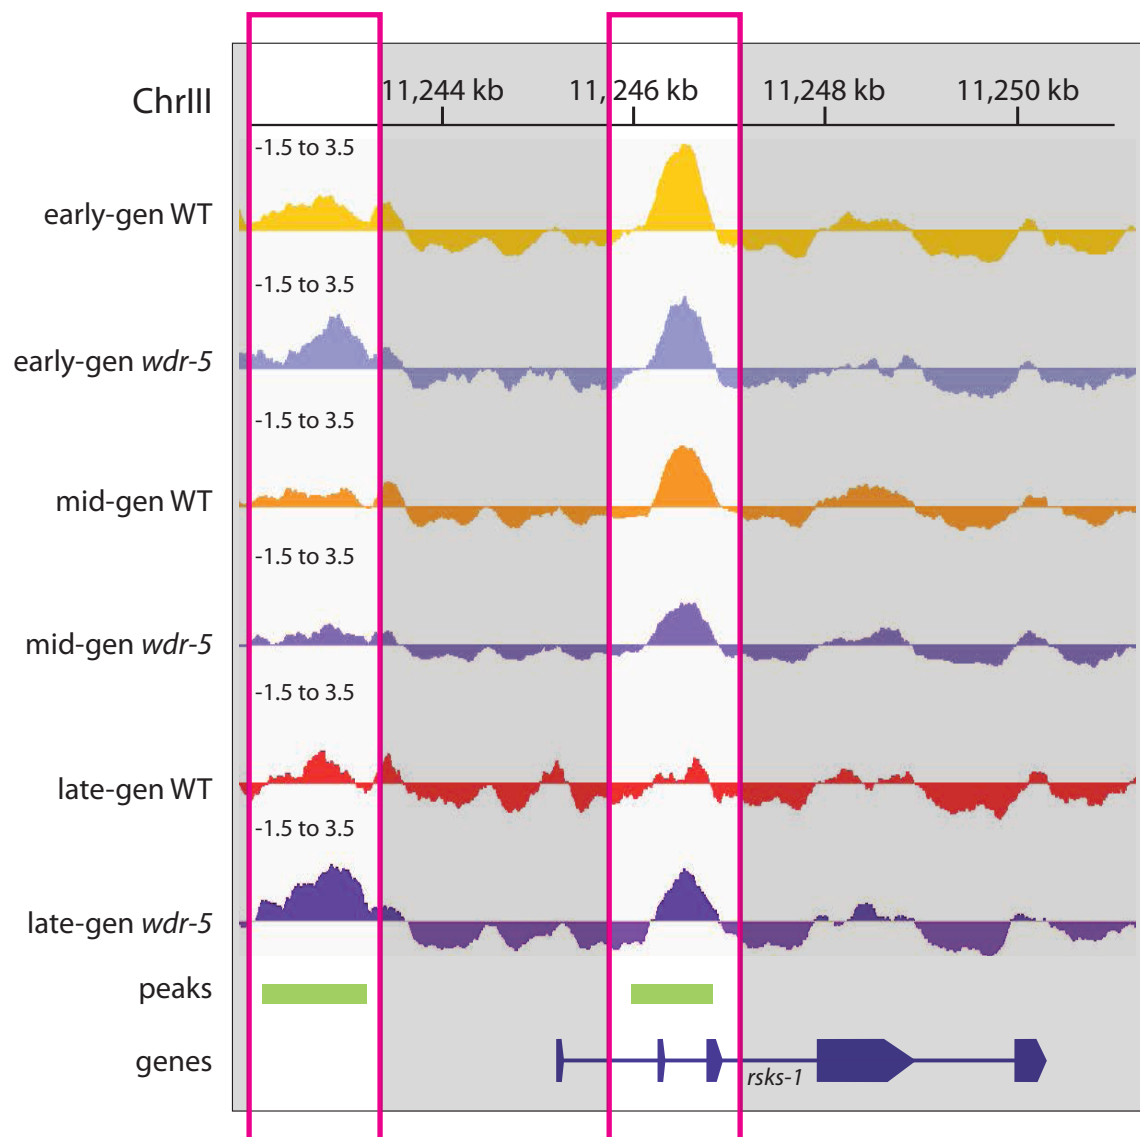 11,244 kb 11,246 kb 11,248 kb 11,250 kb
ChrIII
-1.5 to 3.5
early-gen WT
-1.5 to 3.5
early-gen wdr-5
-1.5 to 3.5
mid-gen WT
-1.5 to 3.5
mid-gen wdr-5
-1.5 to 3.5
late-gen WT
-1.5 to 3.5
late-gen wdr-5
peaks
genes
rsks-1